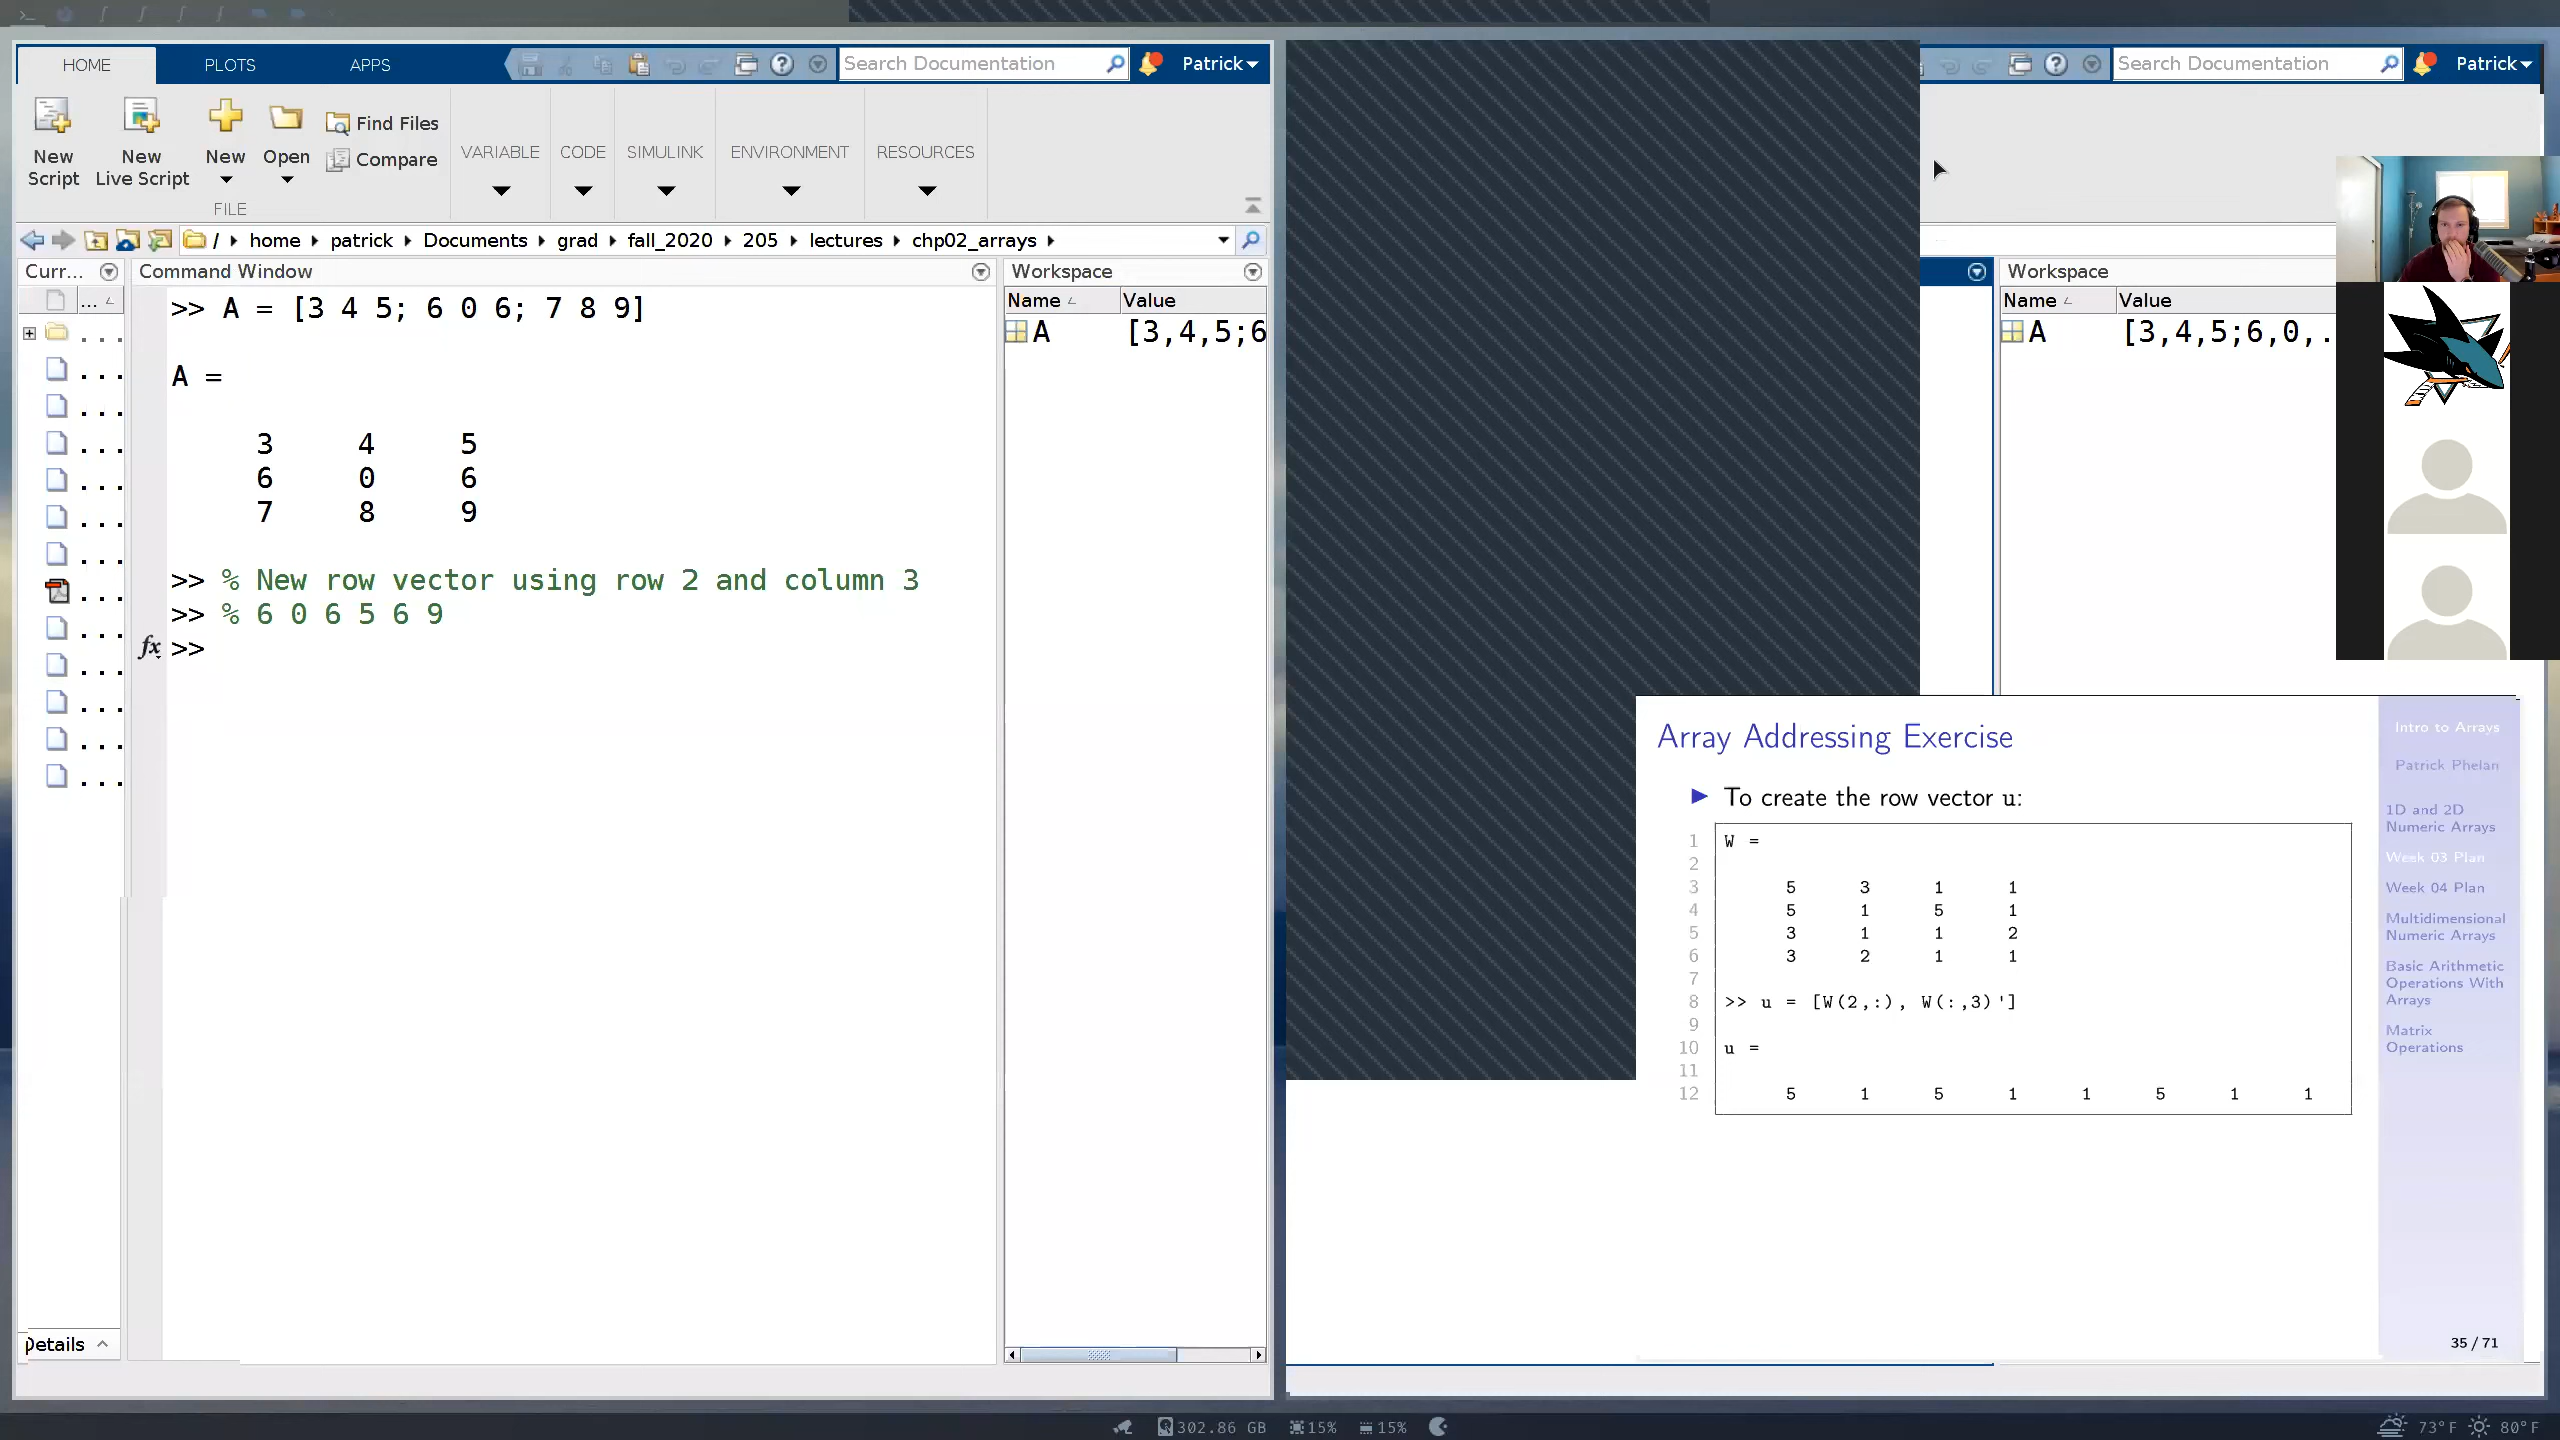 HOME PLOTS APPS Search Documentation Patrick
New Script New Live Script New Open Find Files Compare
FILE VARIABLE CODE SIMULINK ENVIRONMENT RESOURCES
/ home patrick Documents grad fall_2020 205 lectures chp02_arrays
Curr... Command Window Workspace
... Name Value
A [3,4,5;6
>> A = [3 4 5; 6 0 6; 7 8 9]
A =
3 4 5
6 0 6
7 8 9
>> % New row vector using row 2 and column 3
>> % 6 0 6 5 6 9
fx >>
Details
Search Documentation Patrick
Workspace
Name Value
A [3,4,5;6,0,.
Array Addressing Exercise
To create the row vector u:
1 W =
2
3 5 3 1 1
4 5 1 5 1
5 3 1 1 2
6 3 2 1 1
7
8 >> u = [W(2,:), W(:,3)']
9
10 u =
11
12 5 1 5 1 1 5 1 1
Intro to Arrays
Patrick Phelan
1D and 2D
Numeric Arrays
Week 03 Plan
Week 04 Plan
Multidimensional
Numeric Arrays
Basic Arithmetic
Operations With
Arrays
Matrix
Operations
35 / 71
302.86 GB 15% 15% 73°F 80°F